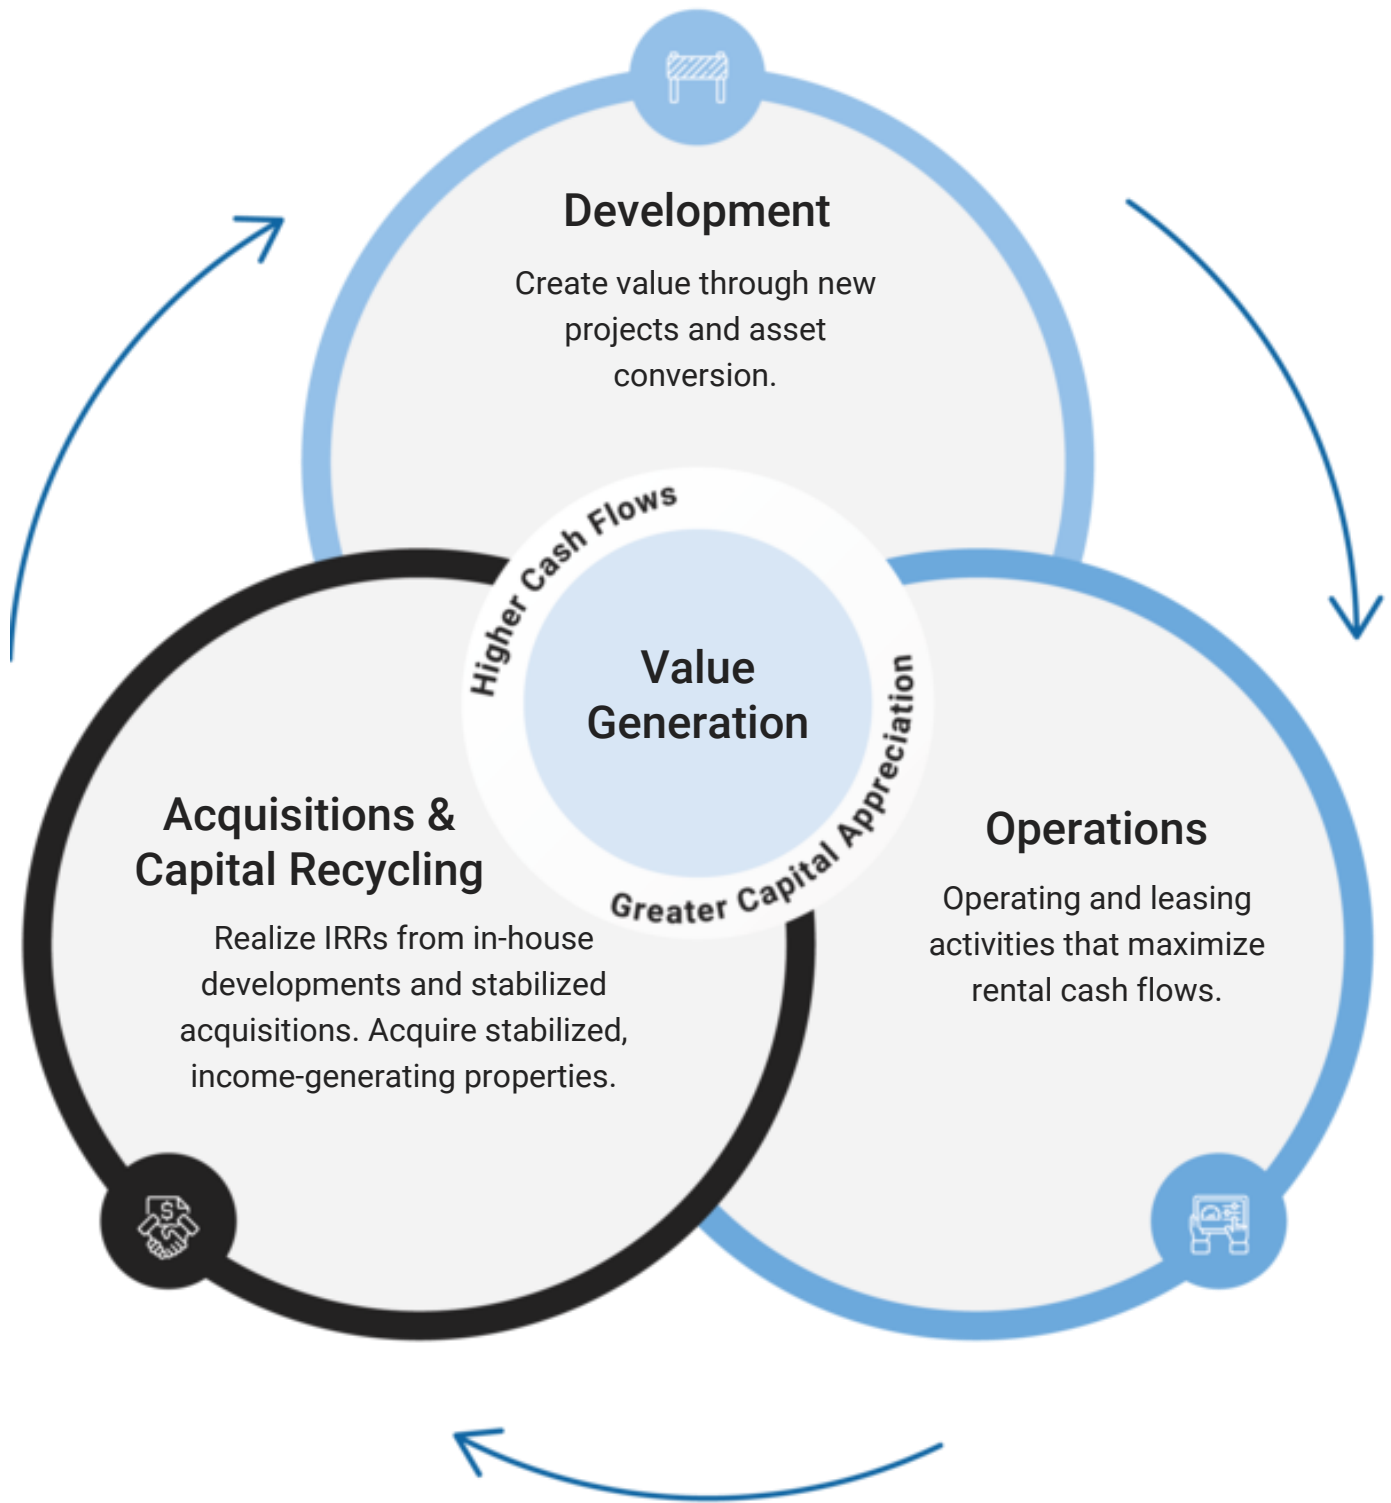 Development
Create value through new
projects and asset
conversion.
Higher Cash Flows
Value
Generation
Greater Capital Appreciation
Acquisitions &
Capital Recycling
Realize IRRs from in-house
developments and stabilized
acquisitions. Acquire stabilized,
income-generating properties.
Operations
Operating and leasing
activities that maximize
rental cash flows.
$